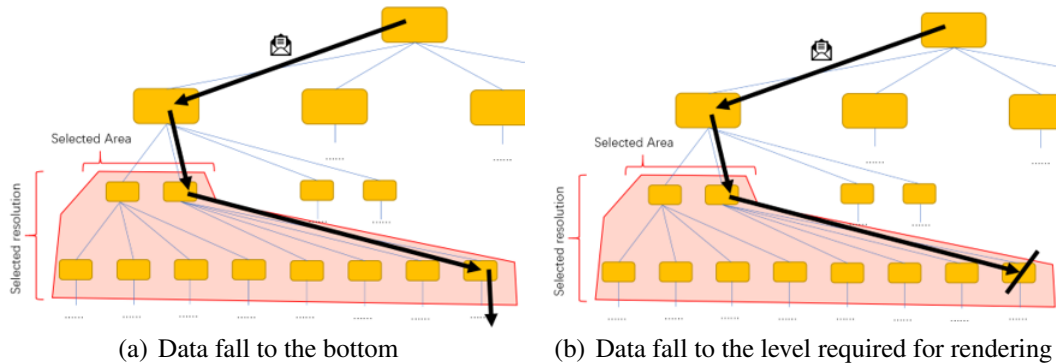 Selected Area
......
......
Selected resolution
......
......
...... ...... ...... ...... ...... ...... ...... ......
(a) Data fall to the bottom
Selected Area
......
......
Selected resolution
......
......
...... ...... ...... ...... ...... ...... ...... ......
(b) Data fall to the level required for rendering